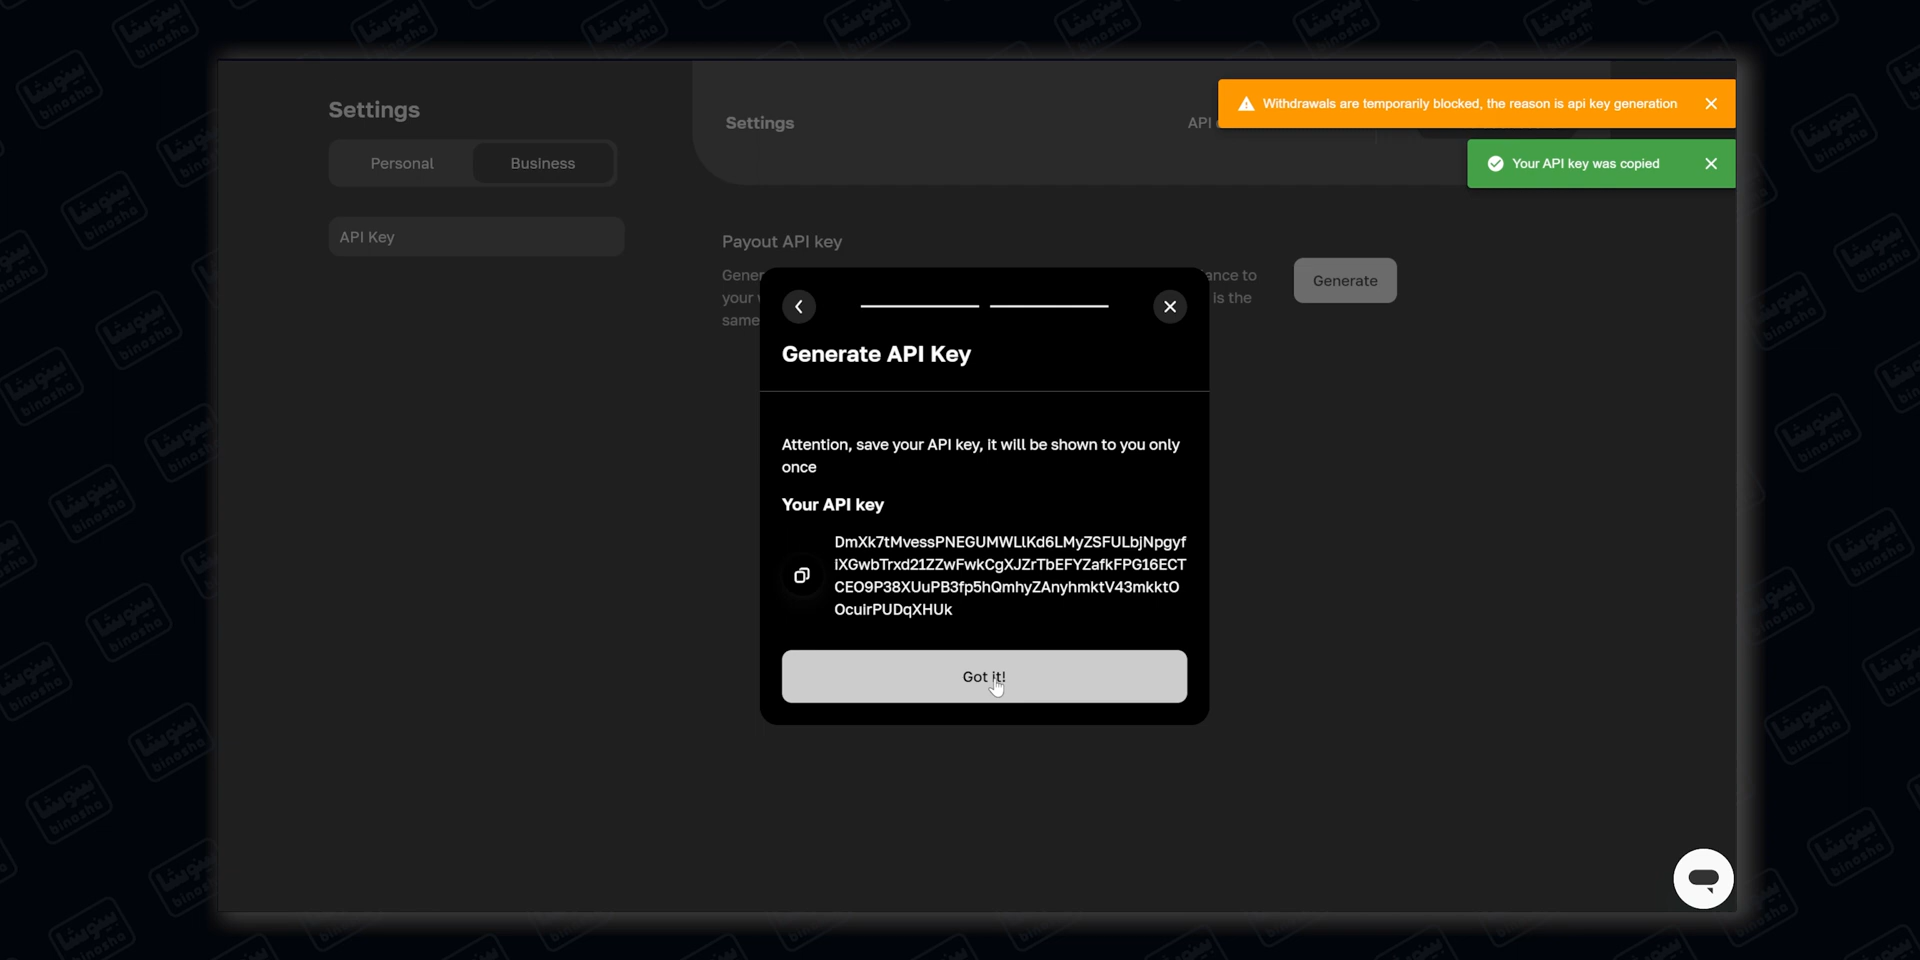 Settings
Personal
Business
API Key
Settings
API
Withdrawals are temporarily blocked, the reason is api key generation
Your API key was copied
Payout API key
Gener
ance to
your
is the
same
Generate
Generate API Key
Attention, save your API key, it will be shown to you only
once
Your API key
DmXk7tMvessPNEGUMWLlKd6LMyZSFULbjNpgyf
iXGwbTrxd21ZZwFwkCgXJZrTbEFYZafkFPG16ECT
CEO9P38XUuPB3fp5hQmhyZAnyhmktV43mkktO
OcuirPUDqXHUk
Got it!
بینوشا
binosha